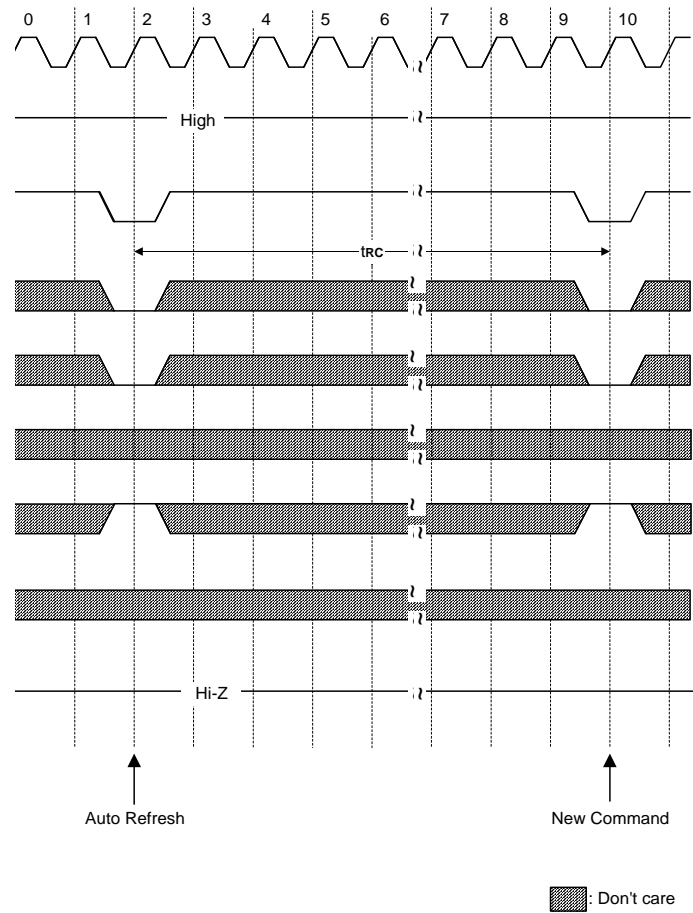 0 1 2 3 4 5 6 7 8 9 10
High
tRC
Hi-Z
Auto Refresh New Command
: Don't care